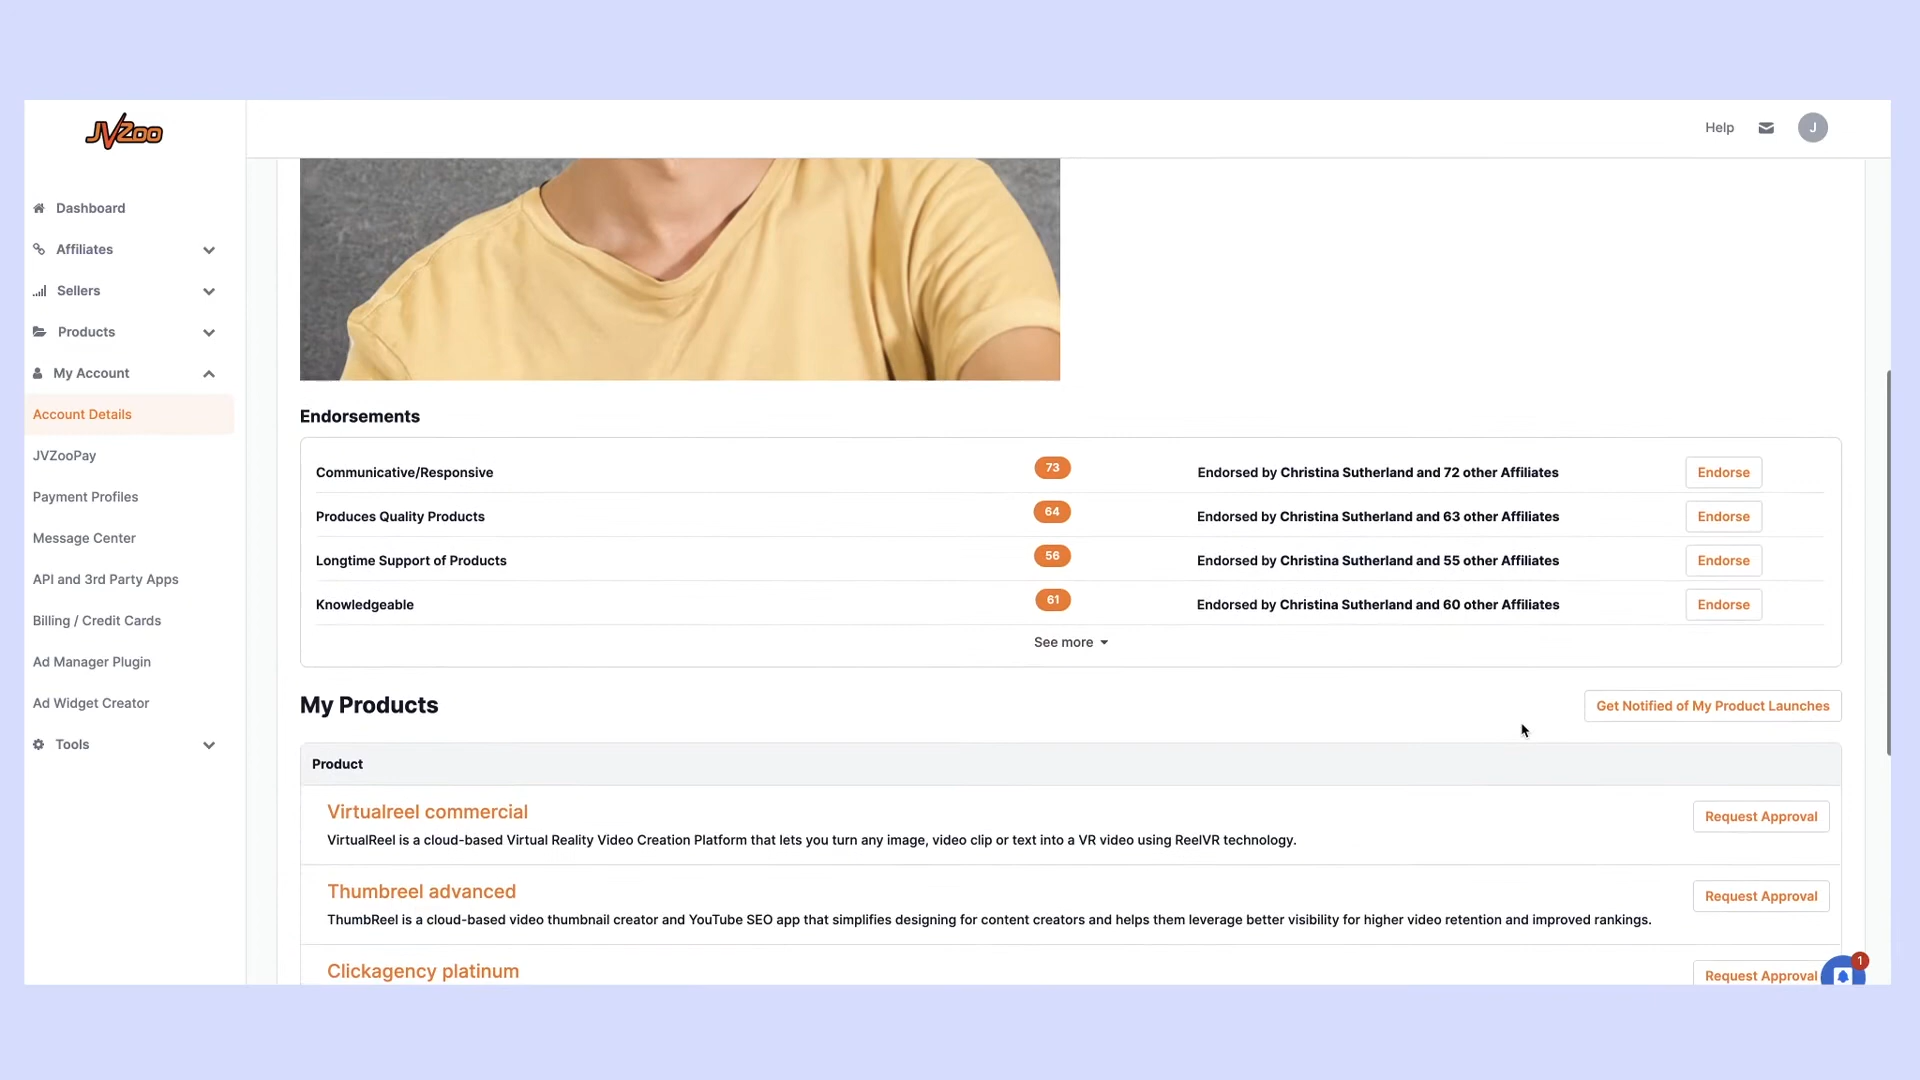 JVZoo
Help
J
Dashboard
Affiliates
Sellers
Products
My Account
Account Details
JVZooPay
Payment Profiles
Message Center
API and 3rd Party Apps
Billing / Credit Cards
Ad Manager Plugin
Ad Widget Creator
Tools
Endorsements
Communicative/Responsive 73 Endorsed by Christina Sutherland and 72 other Affiliates Endorse
Produces Quality Products 64 Endorsed by Christina Sutherland and 63 other Affiliates Endorse
Longtime Support of Products 56 Endorsed by Christina Sutherland and 55 other Affiliates Endorse
Knowledgeable 61 Endorsed by Christina Sutherland and 60 other Affiliates Endorse
See more
My Products Get Notified of My Product Launches
Product
Virtualreel commercial Request Approval
VirtualReel is a cloud-based Virtual Reality Video Creation Platform that lets you turn any image, video clip or text into a VR video using ReelVR technology.
Thumbreel advanced Request Approval
ThumbReel is a cloud-based video thumbnail creator and YouTube SEO app that simplifies designing for content creators and helps them leverage better visibility for higher video retention and improved rankings.
Clickagency platinum Request Approval
1